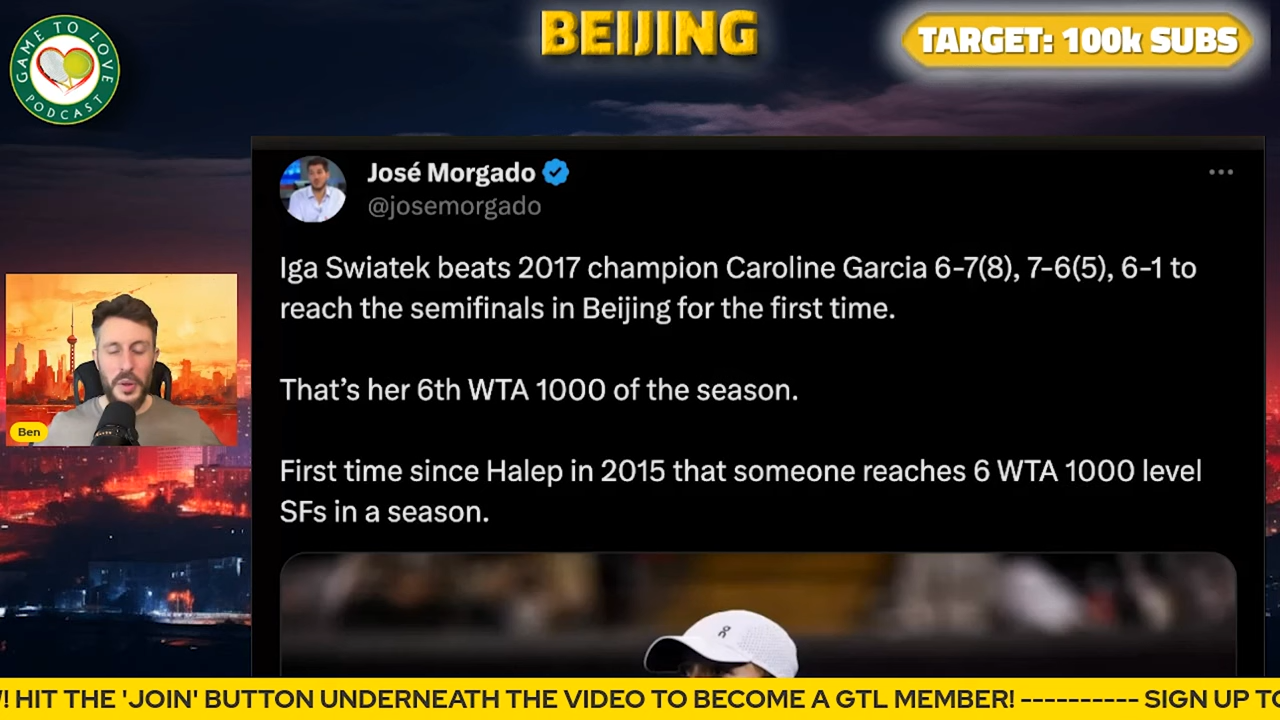 GAME TO LOVE
PODCAST
BEIJING
TARGET: 100k SUBS
José Morgado
@josemorgado
Iga Swiatek beats 2017 champion Caroline Garcia 6-7(8), 7-6(5), 6-1 to
reach the semifinals in Beijing for the first time.
That’s her 6th WTA 1000 of the season.
First time since Halep in 2015 that someone reaches 6 WTA 1000 level
SFs in a season.
Ben
! HIT THE 'JOIN' BUTTON UNDERNEATH THE VIDEO TO BECOME A GTL MEMBER! ---------- SIGN UP TO